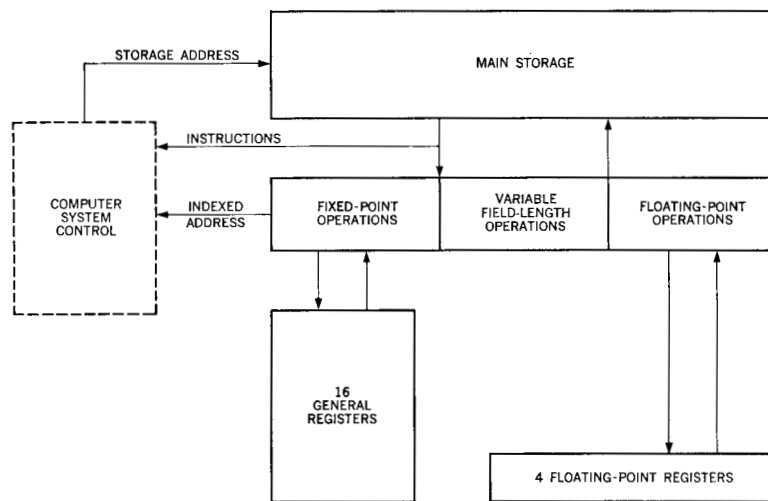 STORAGE ADDRESS
MAIN STORAGE
INSTRUCTIONS
COMPUTER
SYSTEM
CONTROL
INDEXED
ADDRESS
FIXED-POINT
OPERATIONS
VARIABLE
FIELD-LENGTH
OPERATIONS
FLOATING-POINT
OPERATIONS
16
GENERAL
REGISTERS
4 FLOATING-POINT REGISTERS